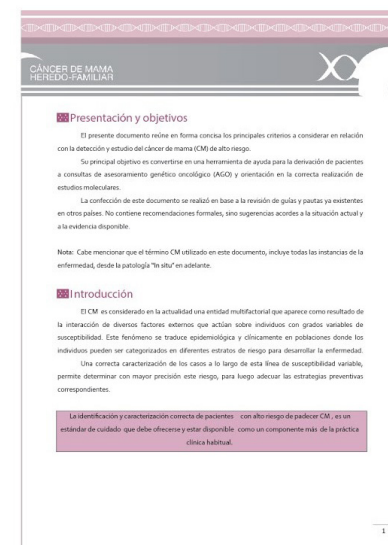 CÁNCER DE MAMA
HEREDO-FAMILIAR
Presentación y objetivos
El presente documento reúne en forma concisa los principales criterios a considerar en relación
con la detección y estudio del cáncer de mama (CM) de alto riesgo.
Su principal objetivo es convertirse en una herramienta de ayuda para la derivación de pacientes
a consultas de asesoramiento genético oncológico (AGO) y orientación en la correcta realización de
estudios moleculares.
La confección de este documento se realizó en base a la revisión de guías y pautas ya existentes
en otros países. No contiene recomendaciones formales, sino sugerencias acordes a la situación actual y
a la evidencia disponible.
Nota: Cabe mencionar que el término CM utilizado en este documento, incluye todas las instancias de la
enfermedad, desde la patología "In situ" en adelante.
Introducción
El CM es considerado en la actualidad una entidad multifactorial que aparece como resultado de
la interacción de diversos factores externos que actúan sobre individuos con grados variables de
susceptibilidad. Este fenómeno se traduce epidemiológica y clínicamente en poblaciones donde los
individuos pueden ser categorizados en diferentes estratos de riesgo para desarrollar la enfermedad.
Una correcta caracterización de los casos a lo largo de esta línea de susceptibilidad variable,
permite determinar con mayor precisión este riesgo, para luego adecuar las estrategias preventivas
correspondientes.
La identificación y caracterización correcta de pacientes con alto riesgo de padecer CM , es un
estándar de cuidado que debe ofrecerse y estar disponible como un componente más de la práctica
clínica habitual.
1